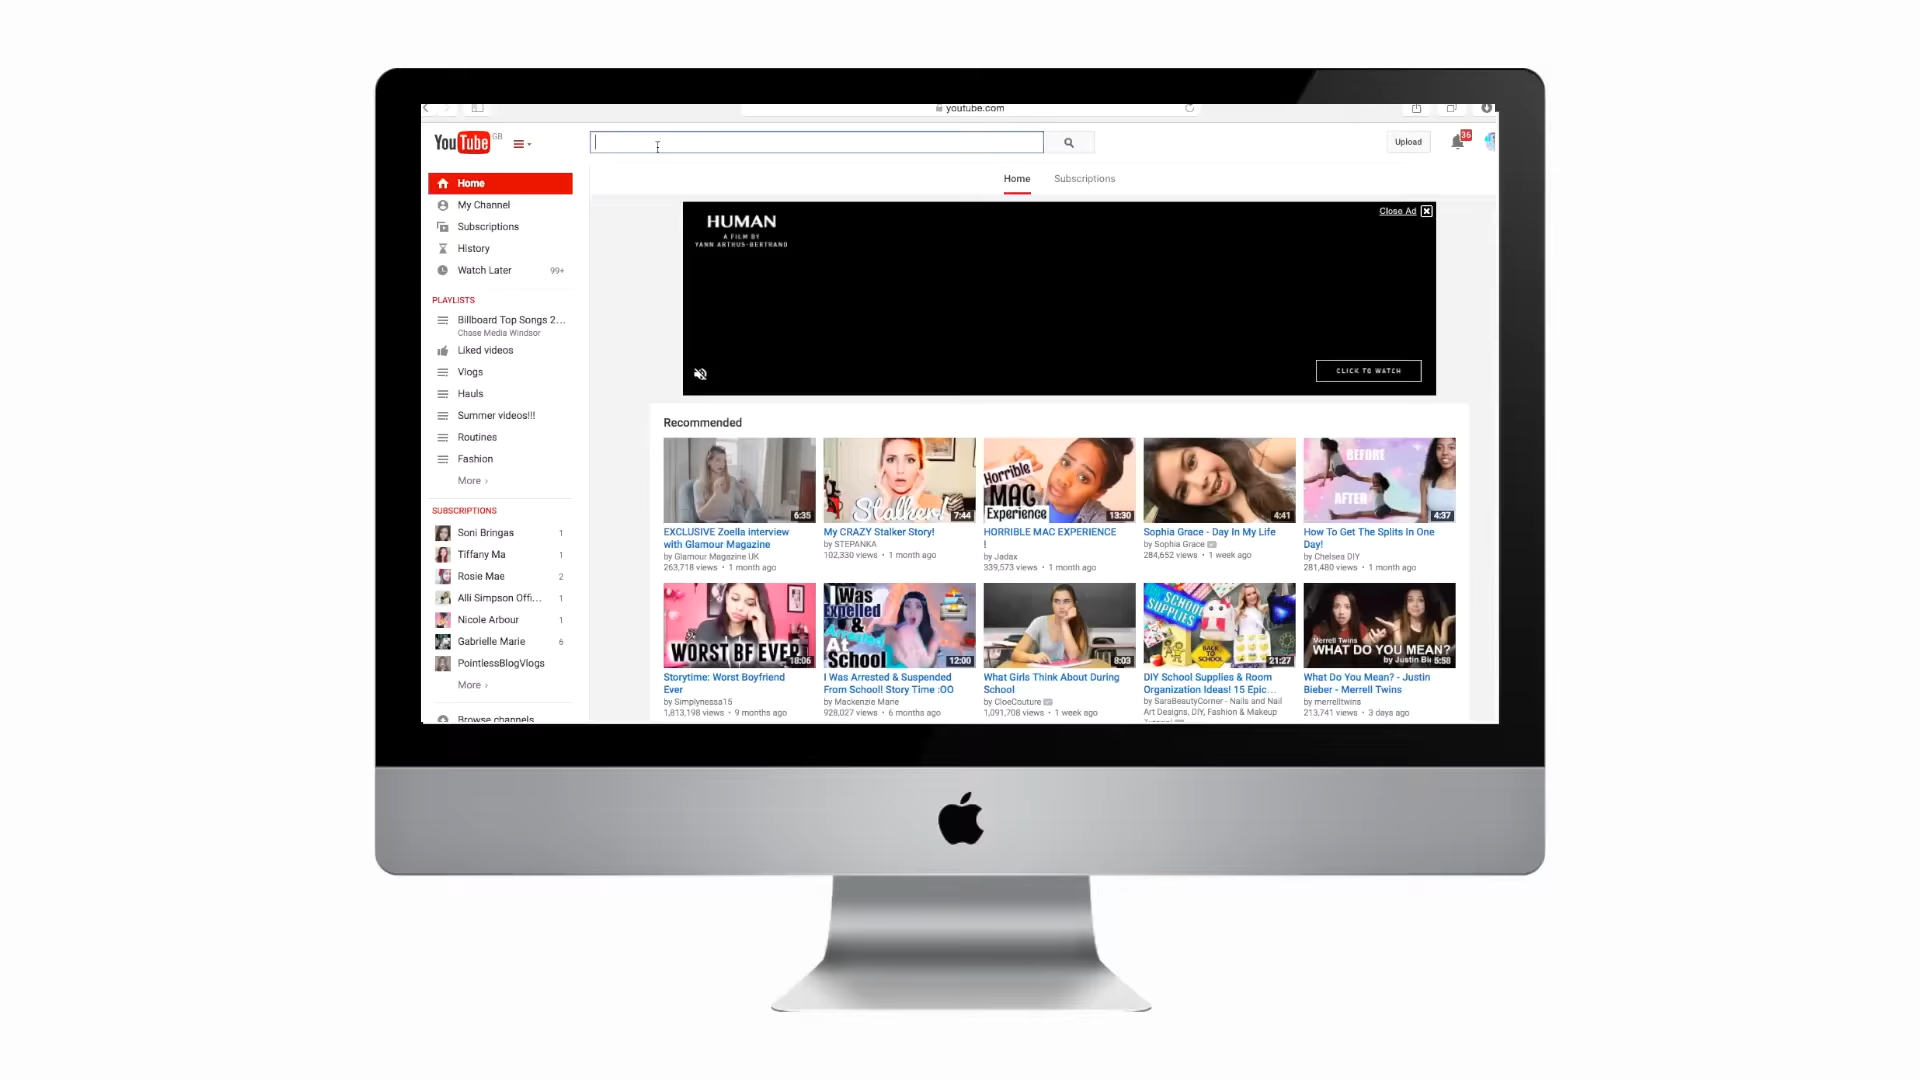 youtube.com
YouTube GB
Upload
36
Home
My Channel
Subscriptions
History
Watch Later 99+
PLAYLISTS
Billboard Top Songs 2...
Chase Media Windsor
Liked videos
Vlogs
Hauls
Summer videos!!!
Routines
Fashion
More ›
SUBSCRIPTIONS
Soni Bringas 1
Tiffany Ma 1
Rosie Mae 2
Alli Simpson Offi... 1
Nicole Arbour 1
Gabrielle Marie 6
PointlessBlogVlogs
More ›
Browse channels
Home Subscriptions
Close Ad
HUMAN
A FILM BY
YANN ARTHUS-BERTRAND
CLICK TO WATCH
Recommended
6:35
EXCLUSIVE Zoella interview
with Glamour Magazine
by Glamour Magazine UK
263,718 views • 1 month ago
Stalker!
7:44
My CRAZY Stalker Story!
by STEPANKA
102,330 views • 1 month ago
Horrible
MAC
Experience
13:30
HORRIBLE MAC EXPERIENCE
!
by Jadax
339,573 views • 1 month ago
4:41
Sophia Grace - Day In My Life
by Sophia Grace
284,652 views • 1 week ago
BEFORE
AFTER
4:37
How To Get The Splits In One
Day!
by Chelsea DIY
281,480 views • 1 month ago
WORST BF EVER
18:06
Storytime: Worst Boyfriend
Ever
by Simplynessa15
1,813,198 views • 9 months ago
I Was
Expelled
&
Arrested
At
School
12:00
I Was Arrested & Suspended
From School! Story Time :OO
by Mackenzie Marie
928,027 views • 6 months ago
8:03
What Girls Think About During
School
by CloeCouture
1,091,708 views • 1 week ago
SCHOOL
SUPPLIES
BACK TO
SCHOOL
21:27
DIY School Supplies & Room
Organization Ideas! 15 Epic...
by SaraBeautyCorner - Nails and Nail
Art Designs, DIY, Fashion & Makeup
Merrell Twins
WHAT DO YOU MEAN?
by Justin Bi
5:58
What Do You Mean? - Justin
Bieber - Merrell Twins
by merrelltwins
213,741 views • 3 days ago